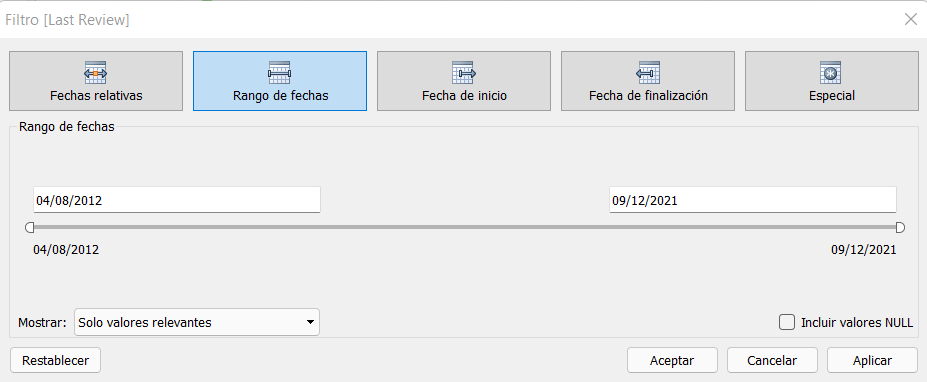 Filtro [Last Review]
Fechas relativas
Rango de fechas
Fecha de inicio
Fecha de finalización
Especial
Rango de fechas
04/08/2012
09/12/2021
04/08/2012
09/12/2021
Mostrar: Solo valores relevantes
Incluir valores NULL
Restablecer
Aceptar
Cancelar
Aplicar